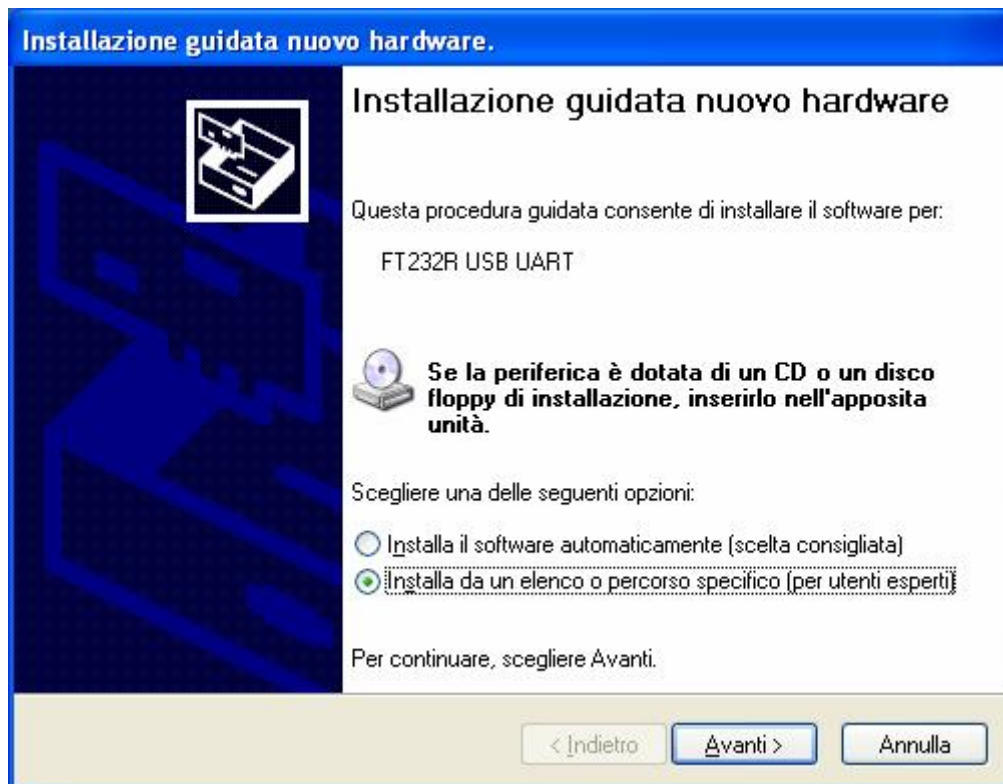 Installazione guidata nuovo hardware.
Installazione guidata nuovo hardware
Questa procedura guidata consente di installare il software per:
FT232R USB UART
Se la periferica è dotata di un CD o un disco
floppy di installazione, inserirlo nell'apposita
unità.
Scegliere una delle seguenti opzioni:
Installa il software automaticamente (scelta consigliata)
Installa da un elenco o percorso specifico (per utenti esperti)
Per continuare, scegliere Avanti.
< Indietro Avanti > Annulla